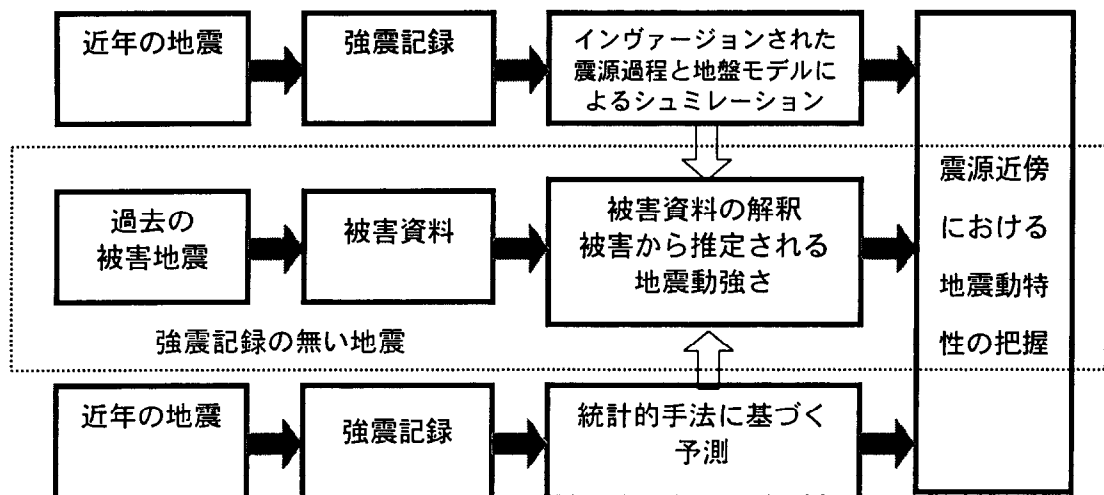 近年の地震
強震記録
インヴァージョンされた
震源過程と地盤モデルに
よるシュミレーション
過去の
被害地震
被害資料
被害資料の解釈
被害から推定される
地震動強さ
強震記録の無い地震
震源近傍
における
地震動特
性の把握
近年の地震
強震記録
統計的手法に基づく
予測